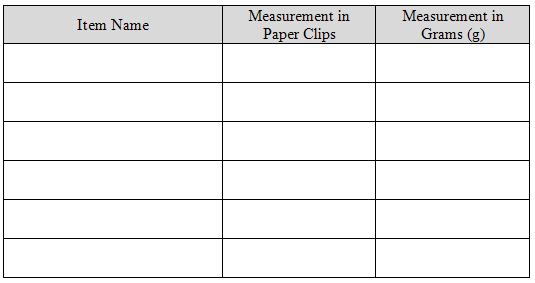 Item Name
Measurement in
Paper Clips
Measurement in
Grams (g)